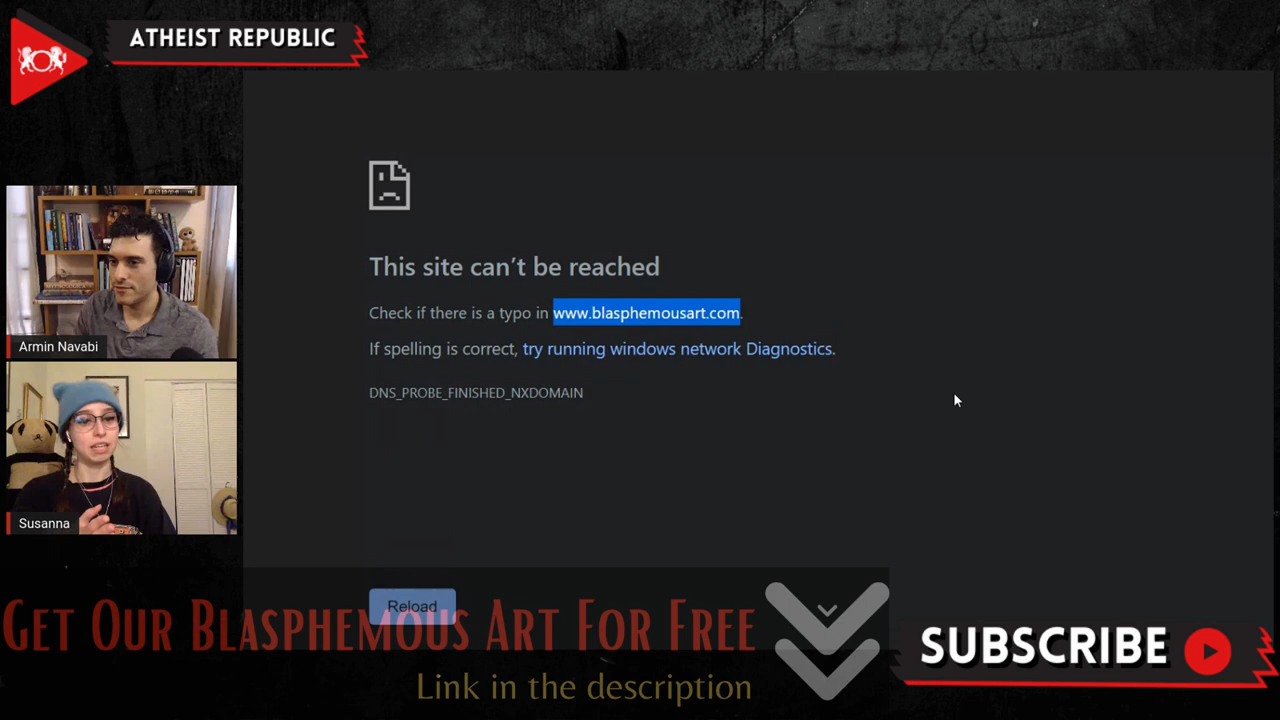 ATHEIST REPUBLIC
This site can't be reached
Check if there is a typo in www.blasphemousart.com.
If spelling is correct, try running windows network Diagnostics.
DNS_PROBE_FINISHED_NXDOMAIN
Armin Navabi
Susanna
Reload
Get Our Blasphemous Art For Free
Link in the description
SUBSCRIBE